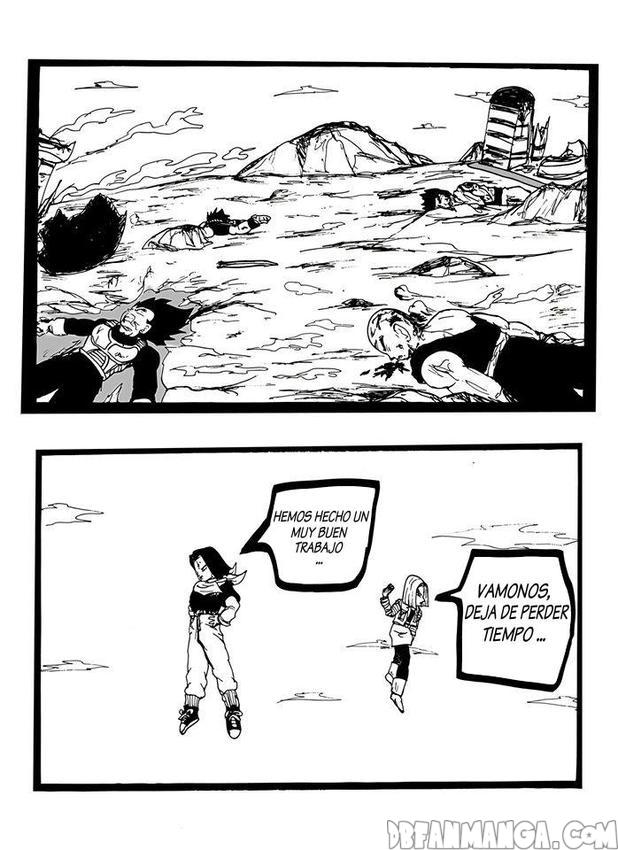 HEMOS HECHO UN
MUY BUEN
TRABAJO
...
VAMONOS,
DEJA DE PERDER
TIEMPO ...
DBFANMANGA.COM